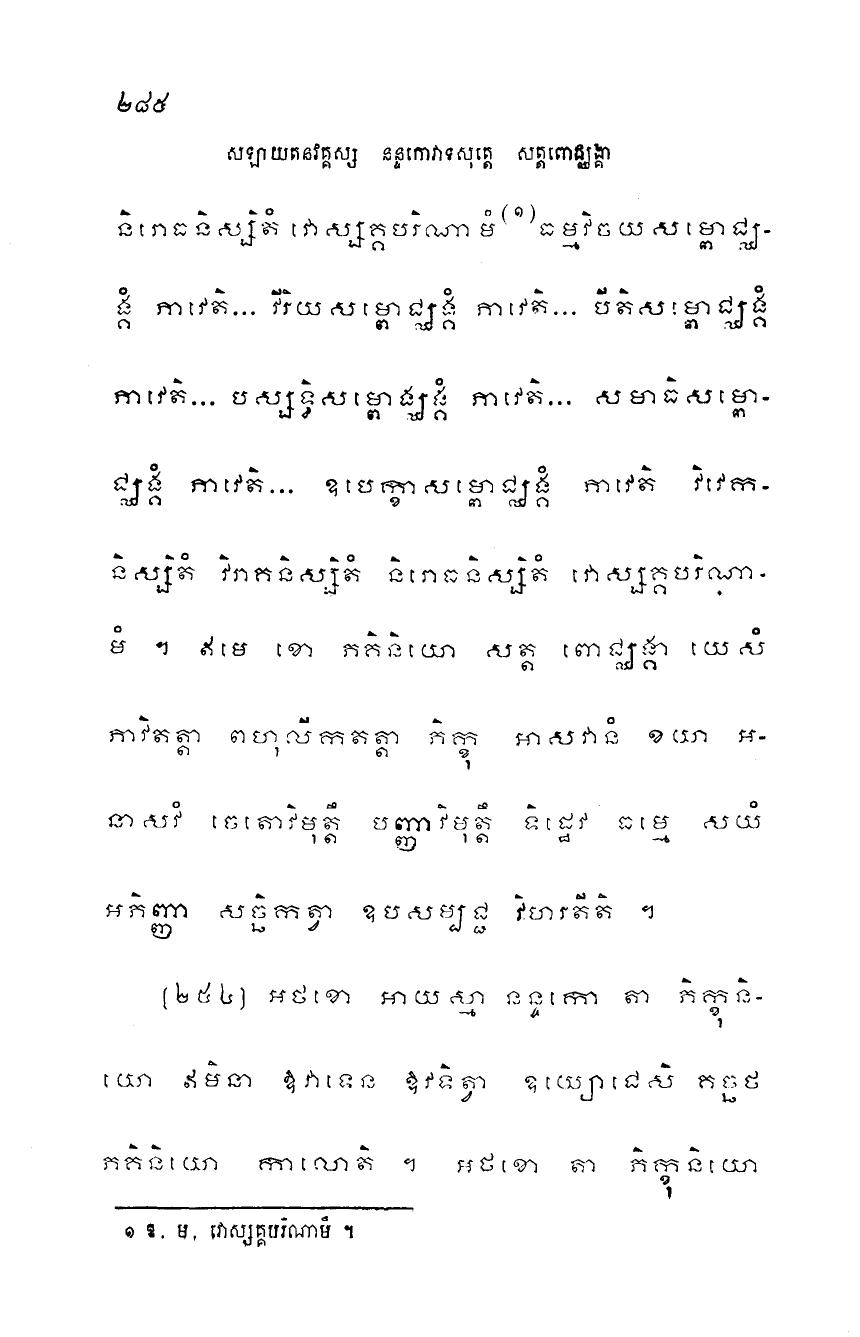 ២៨៥
សឡាយតនវគ្គស្ស នន្ទកោវាទសុត្តេ សត្តពោជ្ឈង្គា
និរោធនិស្សិតំ វោស្សគ្គបរិណាមំ(១) ធម្មវិចយសម្ពោជ្ឈ-
ង្គំ ភាវេតិ... វីរិយសម្ពោជ្ឈង្គំ ភាវេតិ... បីតិសម្ពោជ្ឈង្គំ
ភាវេតិ... បស្សទ្ធិសម្ពោជ្ឈង្គំ ភាវេតិ... សមាធិសម្ពោ-
ជ្ឈង្គំ ភាវេតិ... ឧបេក្ខាសម្ពោជ្ឈង្គំ ភាវេតិ វិវេក-
និស្សិតំ វិរាគនិស្សិតំ និរោធនិស្សិតំ វោស្សគ្គបរិណា-
មំ ។ ឥមេ ខោ ភគិនិយោ សត្ត ពោជ្ឈង្គា យេសំ
ភាវិតត្តា ពហុលីកតត្តា ភិក្ខុ អាសវានំ ខយា អ-
នាសវំ ចេតោវិមុត្តឹ បញ្ញាវិមុត្តឹ ទិដ្ឋេវ ធម្មេ សយំ
អភិញ្ញា សច្ឆិកត្វា ឧបសម្បជ្ជ វិហរតីតិ ។
(២៥៤) អថខោ អាយស្មា នន្ទកោ តា ភិក្ខុនិ-
យោ ឥមិនា ឱវាទេន ឱវទិត្វា ឧយ្យោជេសិ គច្ឆថ
ភគិនិយោ កាលោតិ ។ អថខោ តា ភិក្ខុនិយោ
១ ឱ. ម, វោស្សគ្គបរិណាមឹ ។